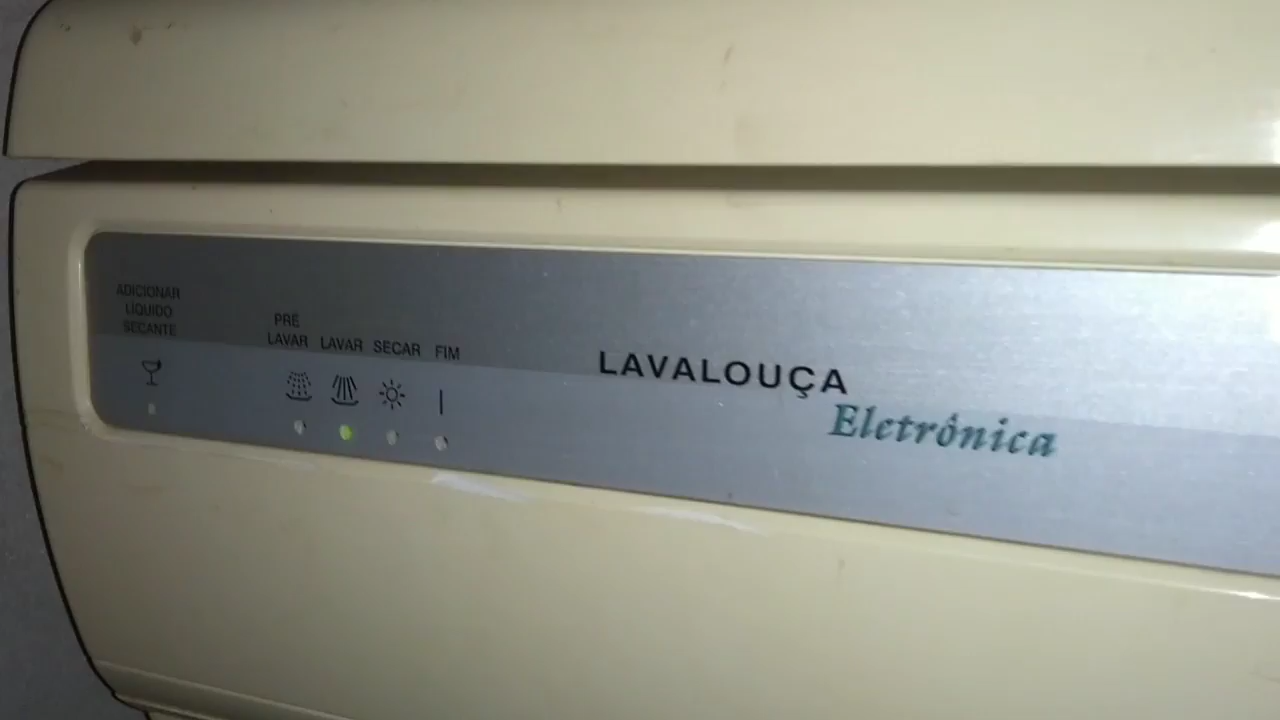 ADICIONAR
LÍQUIDO
SECANTE
PRÉ
LAVAR LAVAR SECAR FIM
LAVALOUÇA
Eletrônica